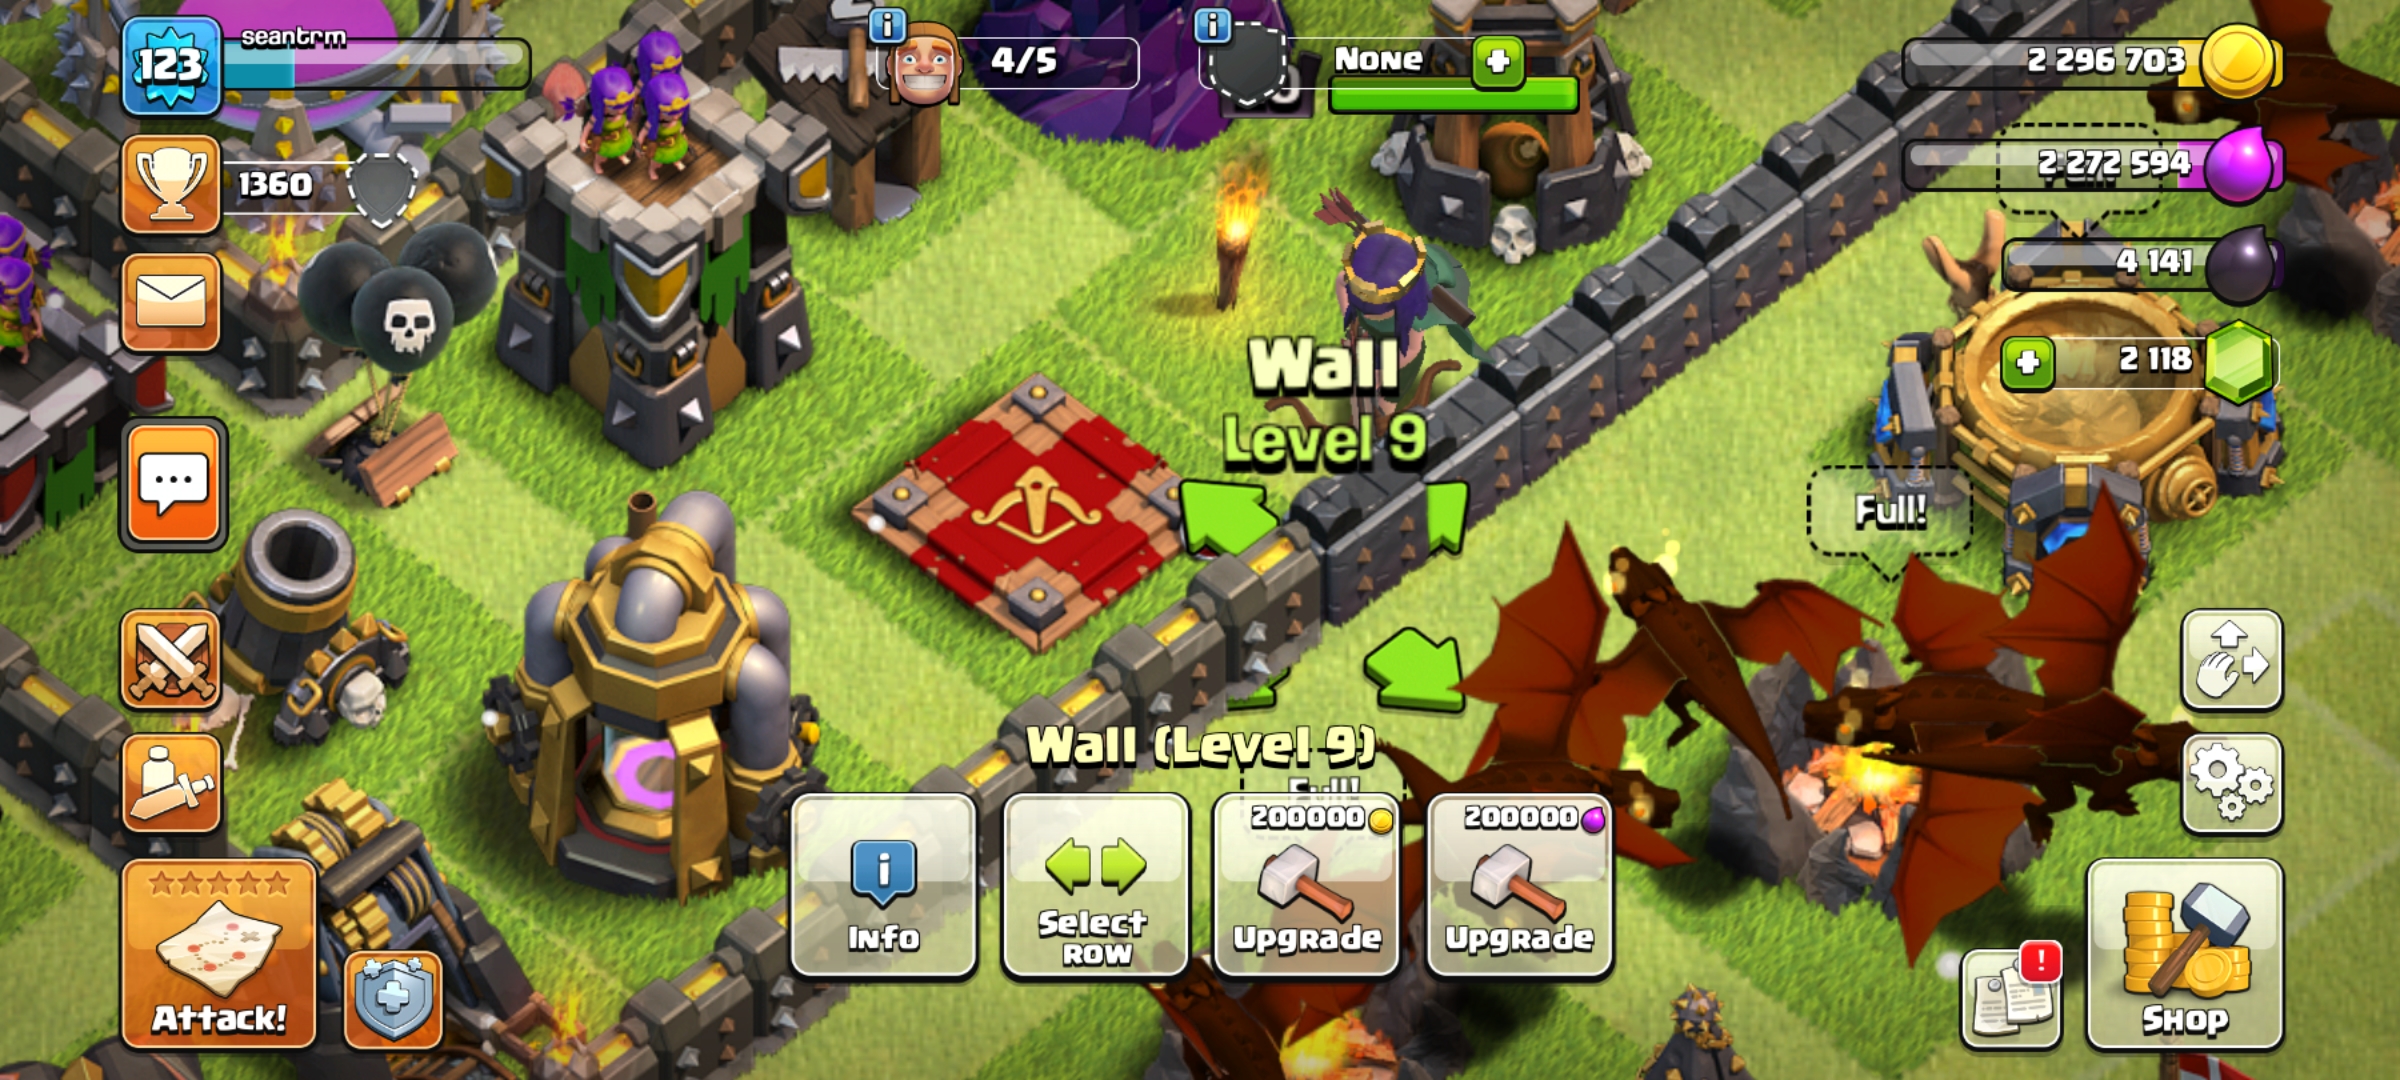 123
seantrm
4/5
None
2 296 703
1360
2 272 594
4 141
2 118
Wall
Level 9
Full!
Wall (Level 9)
Full!
Info
Select
Row
200000
Upgrade
200000
Upgrade
Attack!
!
Shop